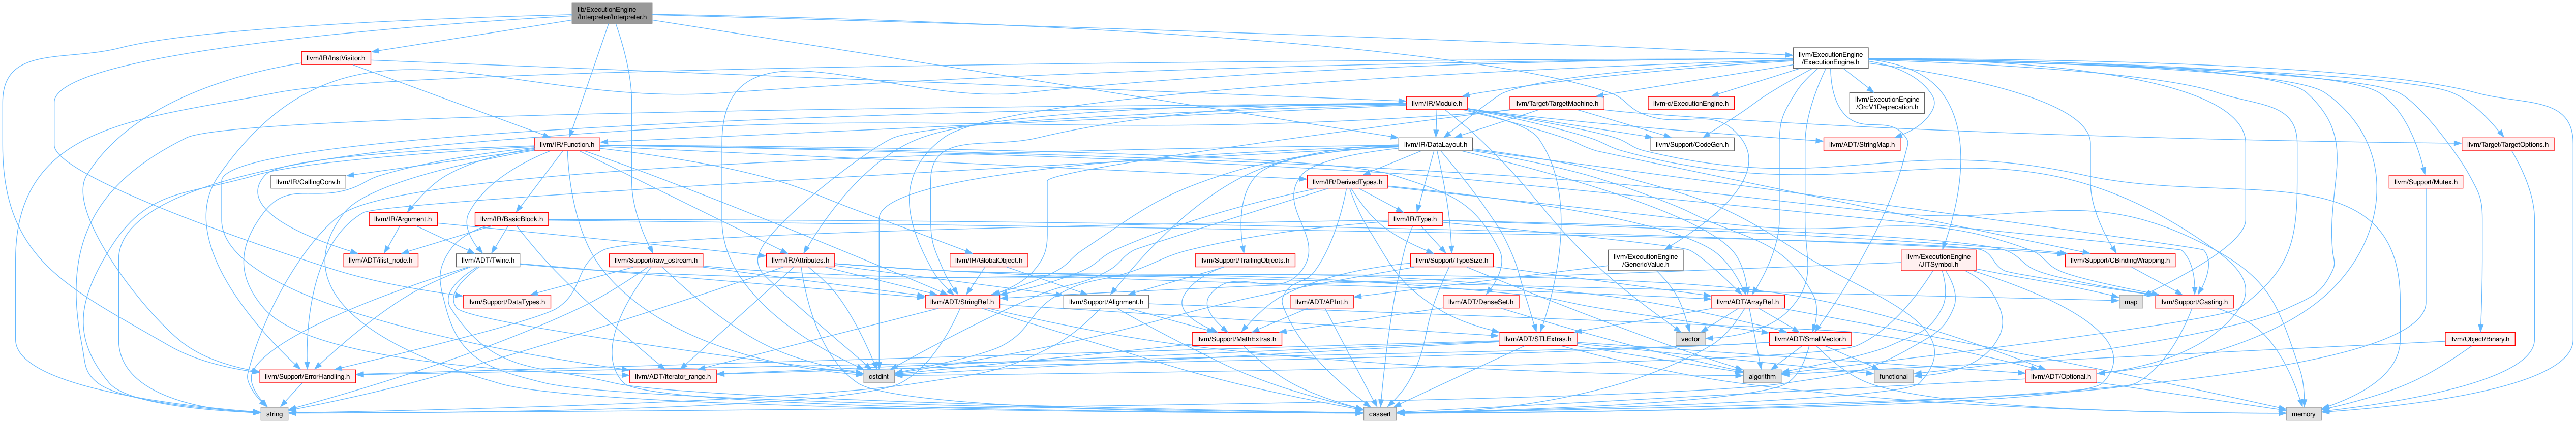 lib/ExecutionEngine
/Interpreter/Interpreter.h
llvm/IR/InstVisitor.h
llvm/ExecutionEngine
/ExecutionEngine.h
llvm/IR/Module.h
llvm/Target/TargetMachine.h
llvm-c/ExecutionEngine.h
llvm/ExecutionEngine
/OrcV1Deprecation.h
llvm/IR/Function.h
llvm/IR/DataLayout.h
llvm/Support/CodeGen.h
llvm/ADT/StringMap.h
llvm/Target/TargetOptions.h
llvm/IR/CallingConv.h
llvm/IR/DerivedTypes.h
llvm/Support/Mutex.h
llvm/IR/Argument.h
llvm/IR/BasicBlock.h
llvm/IR/Type.h
llvm/ADT/ilist_node.h
llvm/ADT/Twine.h
llvm/Support/raw_ostream.h
llvm/IR/Attributes.h
llvm/IR/GlobalObject.h
llvm/Support/TrailingObjects.h
llvm/Support/TypeSize.h
llvm/ExecutionEngine
/GenericValue.h
llvm/ExecutionEngine
/JITSymbol.h
llvm/Support/CBindingWrapping.h
llvm/Support/DataTypes.h
llvm/ADT/StringRef.h
llvm/Support/Alignment.h
llvm/ADT/APInt.h
llvm/ADT/DenseSet.h
llvm/ADT/ArrayRef.h
map
llvm/Support/Casting.h
llvm/Support/MathExtras.h
llvm/ADT/STLExtras.h
vector
llvm/ADT/SmallVector.h
llvm/Object/Binary.h
llvm/Support/ErrorHandling.h
llvm/ADT/iterator_range.h
cstdint
algorithm
functional
llvm/ADT/Optional.h
string
cassert
memory